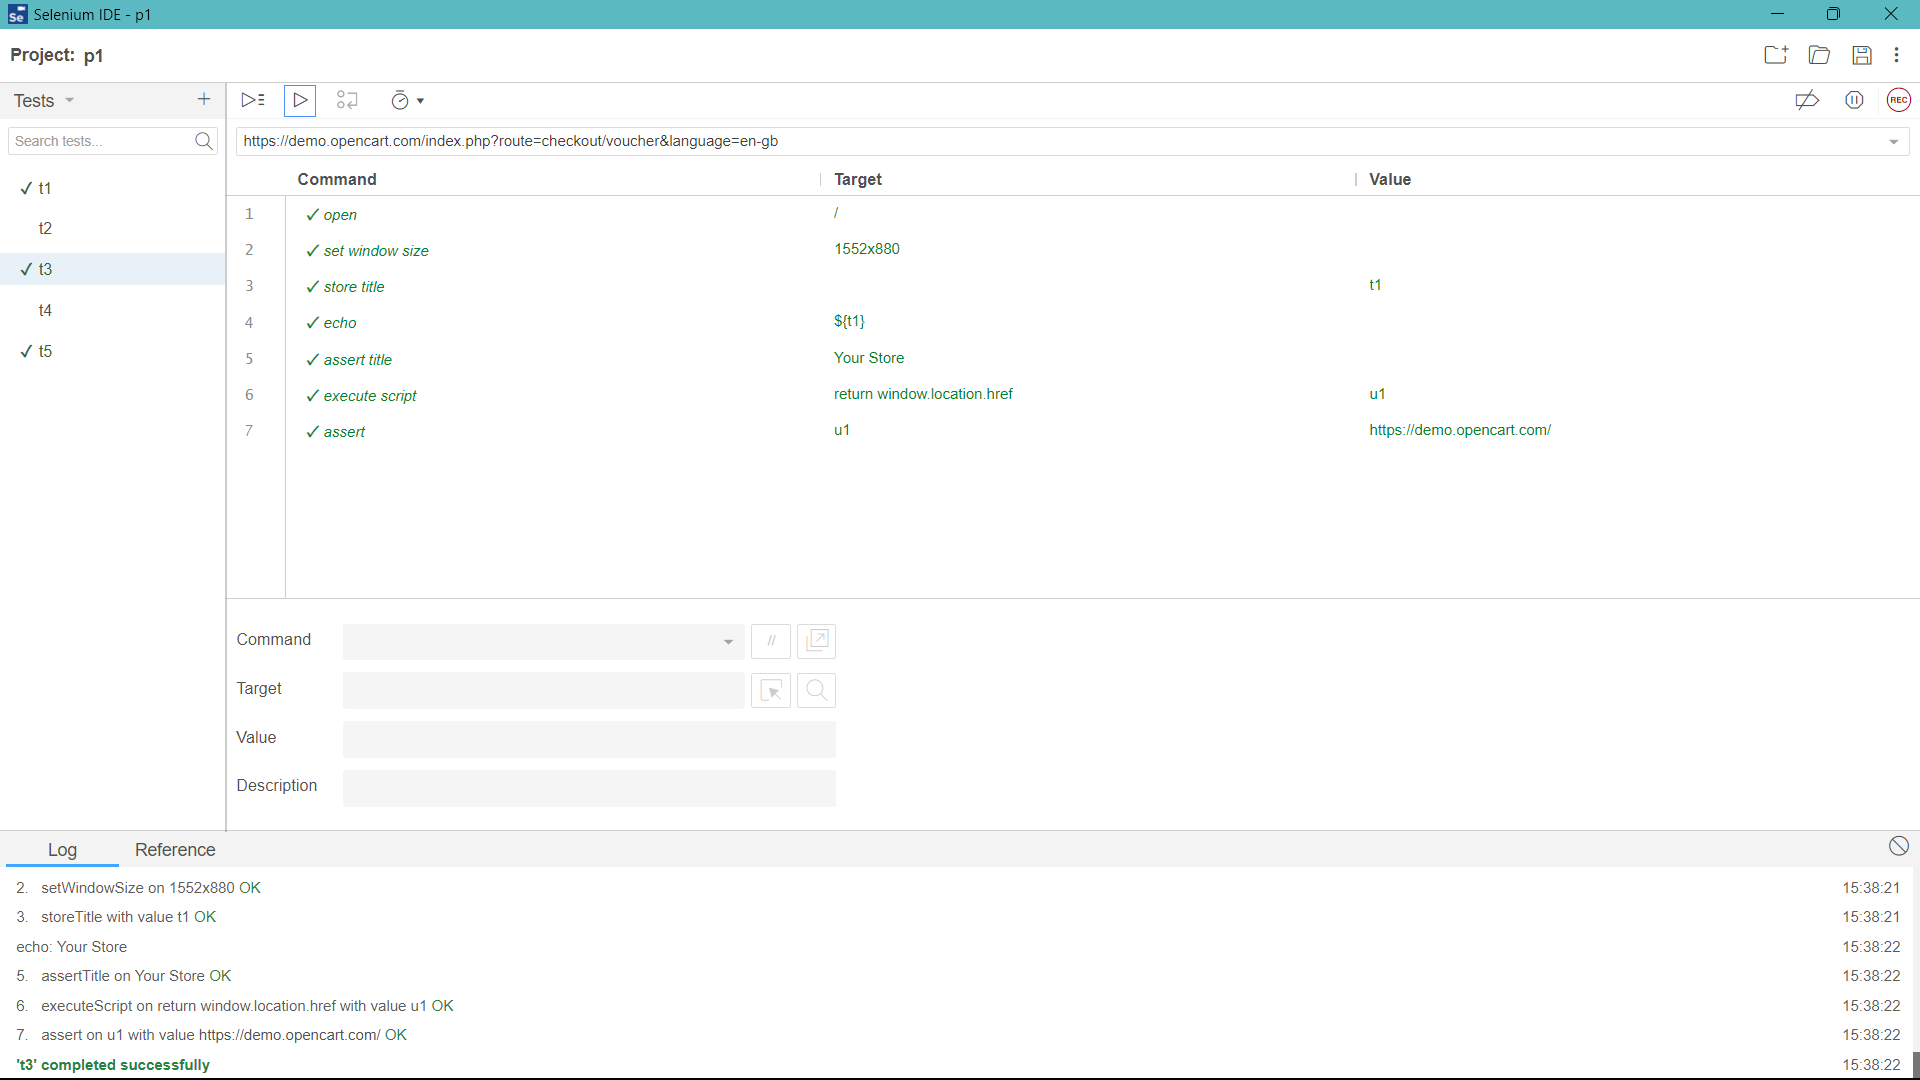 Se Selenium IDE - p1
Project: p1
Tests
Search tests...
✓ t1
t2
✓ t3
t4
✓ t5
REC
https://demo.opencart.com/index.php?route=checkout/voucher&language=en-gb
Command Target Value
1 ✓ open /
2 ✓ set window size 1552x880
3 ✓ store title t1
4 ✓ echo ${t1}
5 ✓ assert title Your Store
6 ✓ execute script return window.location.href u1
7 ✓ assert u1 https://demo.opencart.com/
Command //
Target
Value
Description
Log Reference
2. setWindowSize on 1552x880 OK 15:38:21
3. storeTitle with value t1 OK 15:38:21
echo: Your Store 15:38:22
5. assertTitle on Your Store OK 15:38:22
6. executeScript on return window.location.href with value u1 OK 15:38:22
7. assert on u1 with value https://demo.opencart.com/ OK 15:38:22
't3' completed successfully 15:38:22